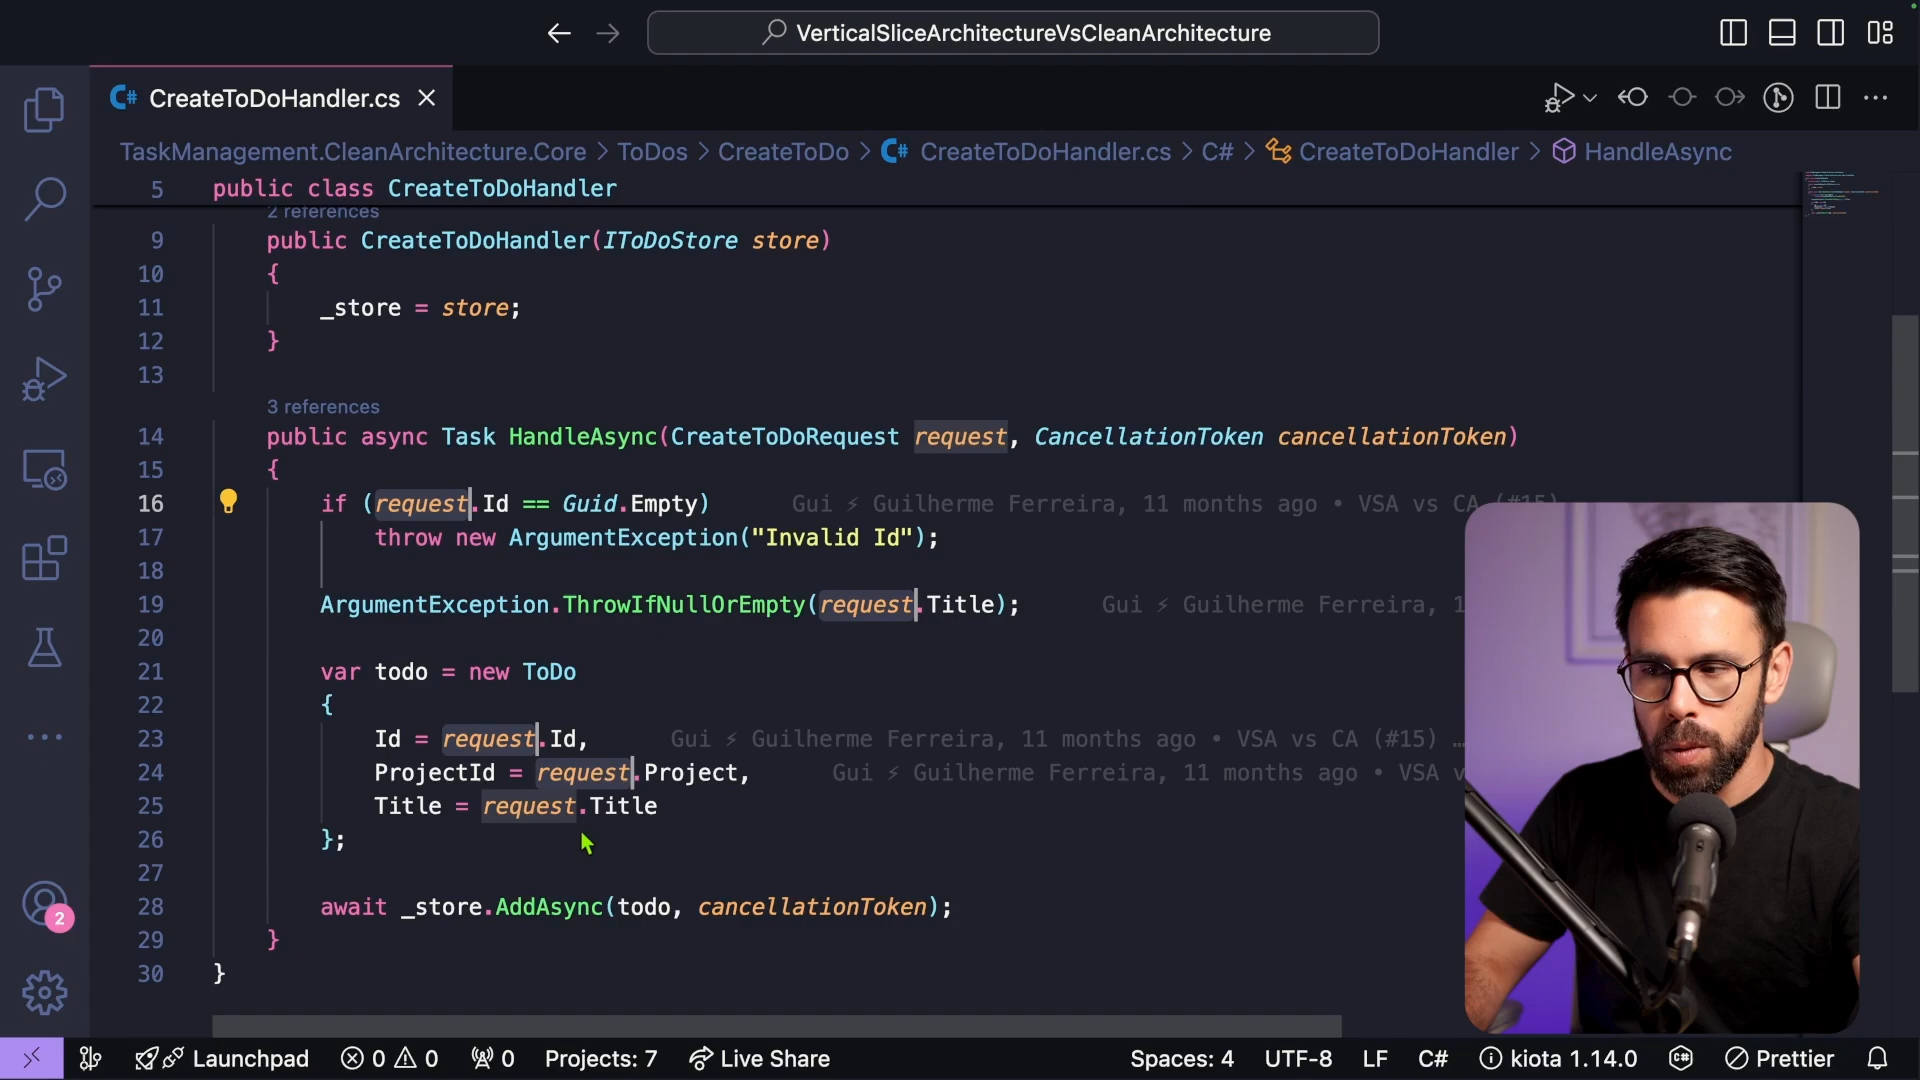 VerticalSliceArchitectureVsCleanArchitecture
CreateToDoHandler.cs
TaskManagement.CleanArchitecture.Core > ToDos > CreateToDo > C# CreateToDoHandler.cs > C# > CreateToDoHandler > HandleAsync
5 public class CreateToDoHandler
2 references
9 public CreateToDoHandler(IToDoStore store)
10 {
11 _store = store;
12 }
13
3 references
14 public async Task HandleAsync(CreateToDoRequest request, CancellationToken cancellationToken)
15 {
16 if (request.Id == Guid.Empty) Gui ⚡ Guilherme Ferreira, 11 months ago • VSA vs CA (#15)
17 throw new ArgumentException("Invalid Id");
18
19 ArgumentException.ThrowIfNullOrEmpty(request.Title); Gui ⚡ Guilherme Ferreira, 1
20
21 var todo = new ToDo
22 {
23 Id = request.Id, Gui ⚡ Guilherme Ferreira, 11 months ago • VSA vs CA (#15) …
24 ProjectId = request.Project, Gui ⚡ Guilherme Ferreira, 11 months ago • VSA v
25 Title = request.Title
26 };
27
28 await _store.AddAsync(todo, cancellationToken);
29 }
30 }
2
Launchpad 0 0 0 Projects: 7 Live Share Spaces: 4 UTF-8 LF C# kiota 1.14.0 Prettier